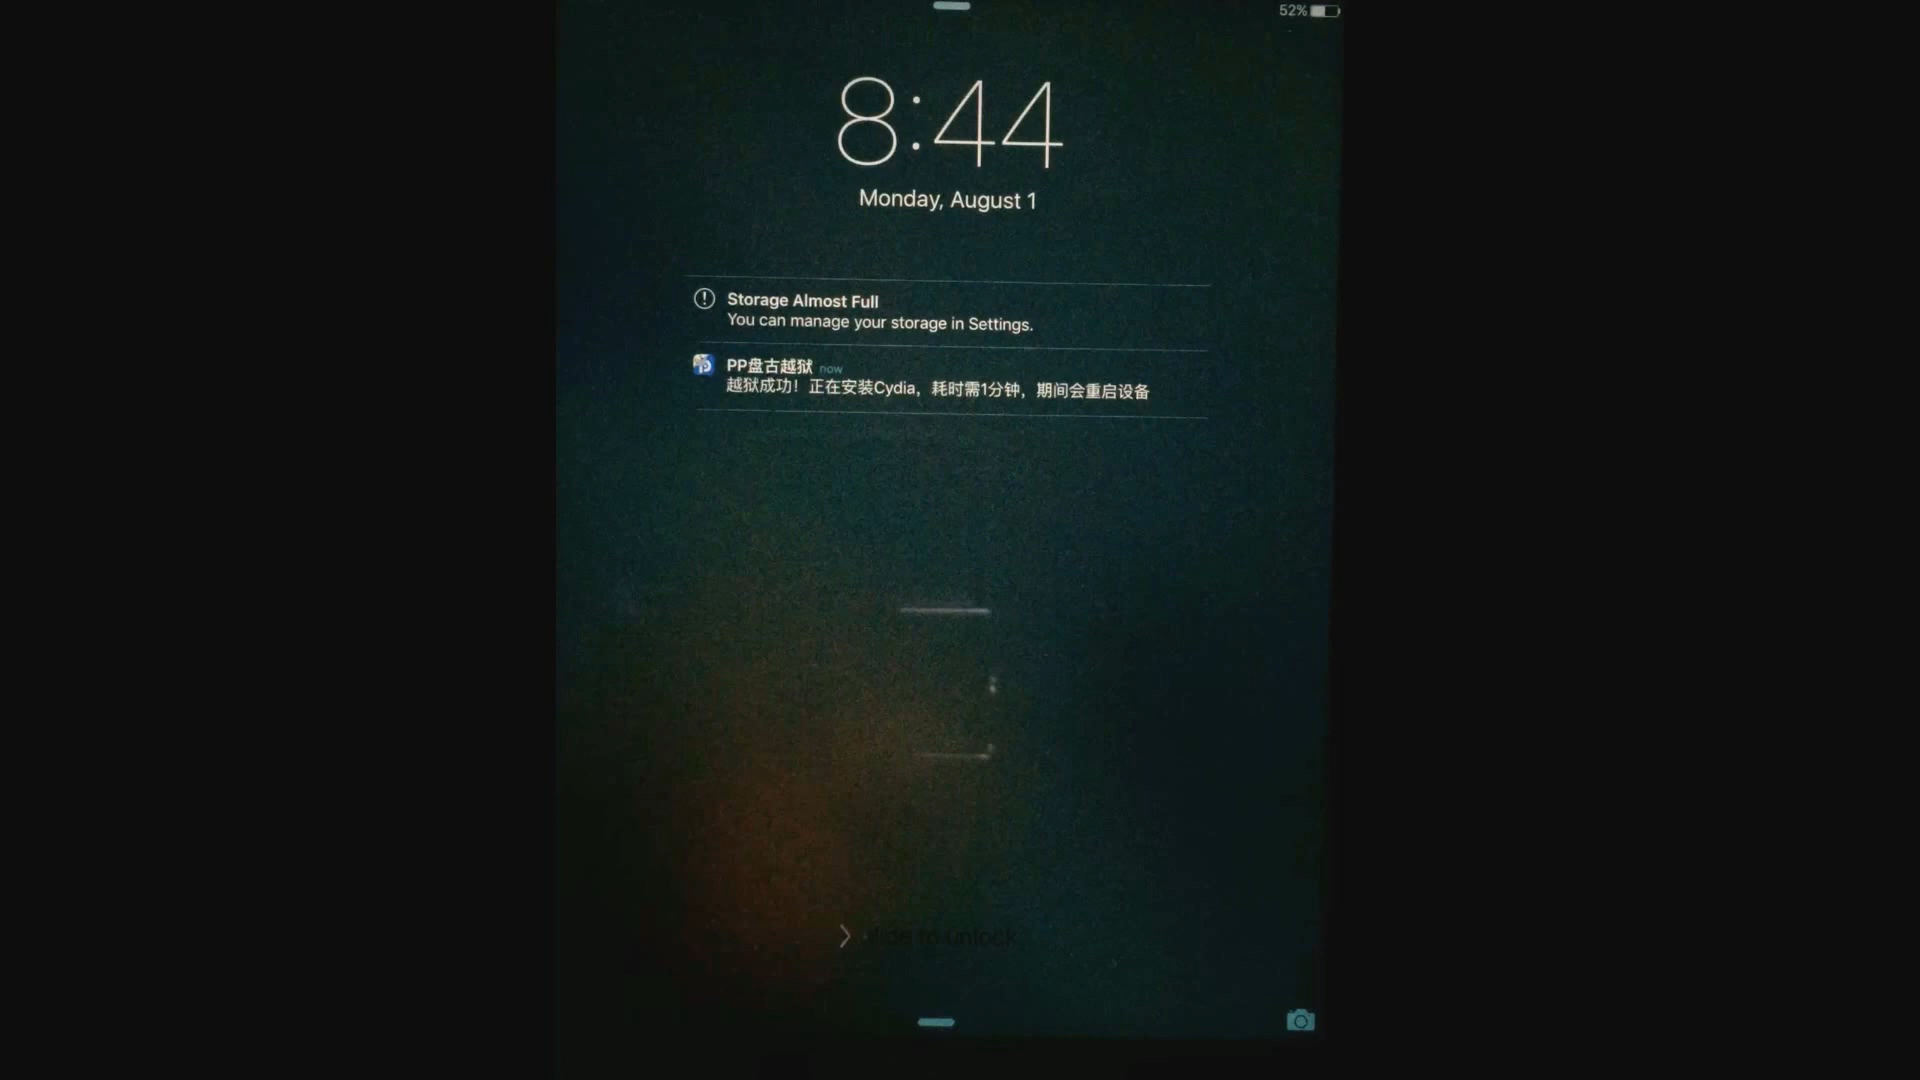 52%
8:44
Monday, August 1
Storage Almost Full
You can manage your storage in Settings.
PP盘古越狱 now
越狱成功！正在安装Cydia，耗时需1分钟，期间会重启设备
to unlock